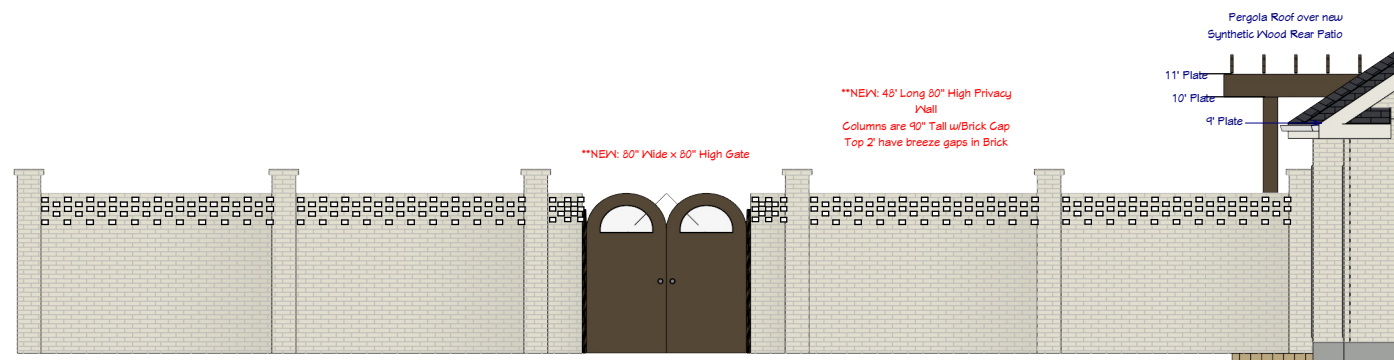 Pergola Roof over new
Synthetic Wood Rear Patio
11' Plate
10' Plate
9' Plate
**NEW: 48' Long 80" High Privacy
Wall
Columns are 90" Tall w/Brick Cap
Top 2' have breeze gaps in Brick
**NEW: 80" Wide x 80" High Gate